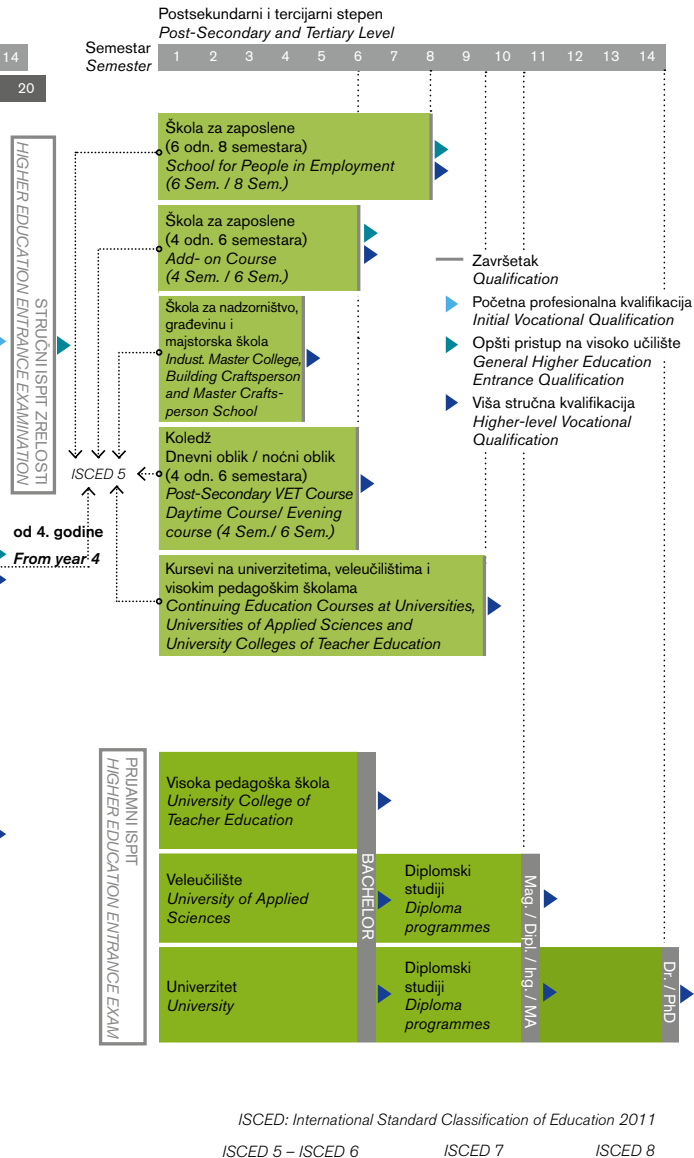 Postsekundarni i tercijarni stepen
Post-Secondary and Tertiary Level
Semestar
Semester
1 2 3 4 5 6 7 8 9 10 11 12 13 14
14
20
STRUČNI ISPIT ZRELOSTI
HIGHER EDUCATION ENTRANCE EXAMINATION
Škola za zaposlene
(6 odn. 8 semestara)
School for People in Employment
(6 Sem. / 8 Sem.)
Škola za zaposlene
(4 odn. 6 semestara)
Add- on Course
(4 Sem. / 6 Sem.)
Škola za nadzorništvo,
građevinu i
majstorska škola
Indust. Master College,
Building Craftsperson
and Master Crafts-
person School
Koledž
Dnevni oblik / noćni oblik
(4 odn. 6 semestara)
Post-Secondary VET Course
Daytime Course/ Evening
course (4 Sem./ 6 Sem.)
Kursevi na univerzitetima, veleučilištima i
visokim pedagoškim školama
Continuing Education Courses at Universities,
Universities of Applied Sciences and
University Colleges of Teacher Education
ISCED 5
od 4. godine
From year 4
Završetak
Qualification
Početna profesionalna kvalifikacija
Initial Vocational Qualification
Opšti pristup na visoko učilište
General Higher Education
Entrance Qualification
Viša stručna kvalifikacija
Higher-level Vocational
Qualification
PRIJAMNI ISPIT
HIGHER EDUCATION ENTRANCE EXAM
Visoka pedagoška škola
University College of
Teacher Education
Veleučilište
University of Applied
Sciences
Univerzitet
University
BACHELOR
Diplomski
studiji
Diploma
programmes
Diplomski
studiji
Diploma
programmes
Mag. / Dipl. / Ing. / MA
Dr. / PhD
ISCED: International Standard Classification of Education 2011
ISCED 5 – ISCED 6 ISCED 7 ISCED 8